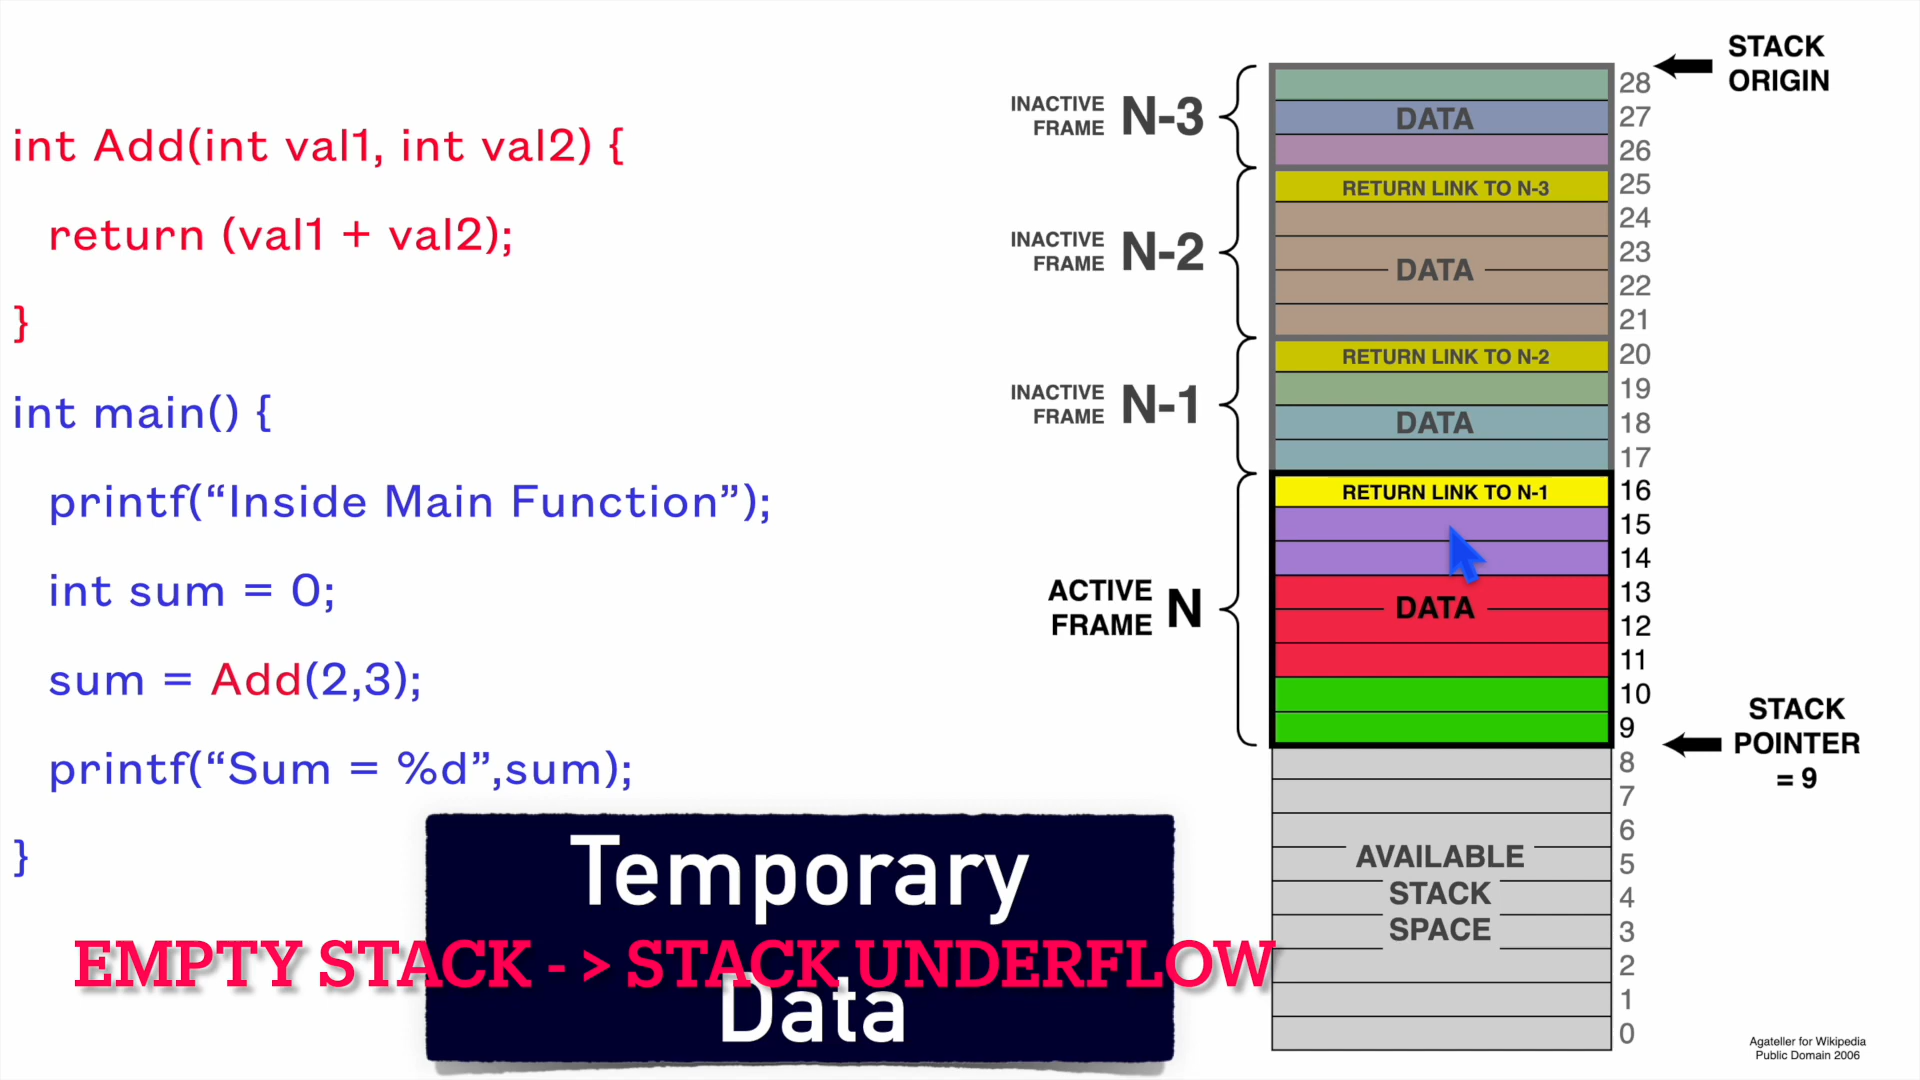 int Add(int val1, int val2) {
return (val1 + val2);
}
int main() {
printf(“Inside Main Function”);
int sum = 0;
sum = Add(2,3);
printf(“Sum = %d”,sum);
}
Temporary
Data
EMPTY STACK - > STACK UNDERFLOW
STACK
ORIGIN
INACTIVE
FRAME N-3
28
DATA 27
26
INACTIVE
FRAME N-2
RETURN LINK TO N-3 25
24
23
DATA
22
21
INACTIVE
FRAME N-1
RETURN LINK TO N-2 20
19
DATA 18
17
ACTIVE
FRAME N
RETURN LINK TO N-1 16
15
14
13
DATA
12
11
10
9
STACK
POINTER
= 9
8
7
6
AVAILABLE
5
STACK 4
SPACE 3
2
1
0
Agateller for Wikipedia
Public Domain 2006